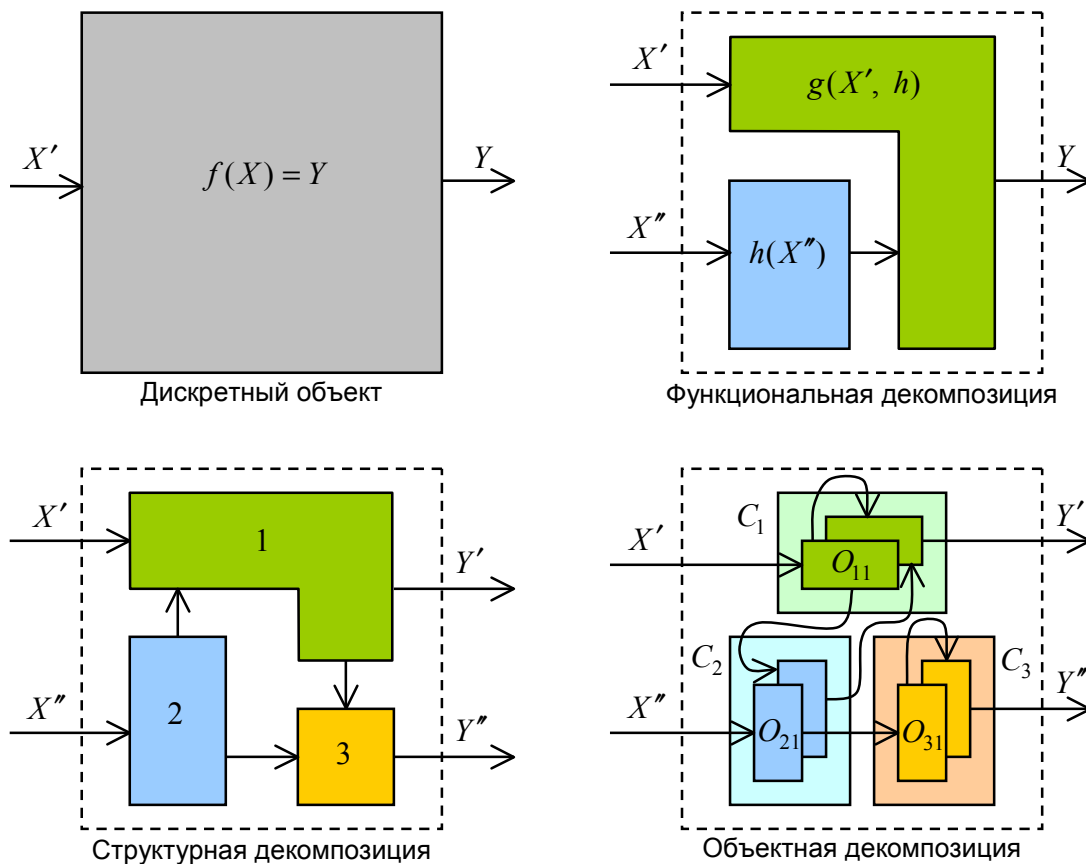 X′
f(X) = Y
Y
Дискретный объект
X′
g(X′, h)
Y
X″
h(X″)
Функциональная декомпозиция
X′
1
Y′
X″
2
3
Y″
Структурная декомпозиция
C₁
X′
O₁₁
Y′
C₂
C₃
X″
O₂₁
O₃₁
Y″
Объектная декомпозиция